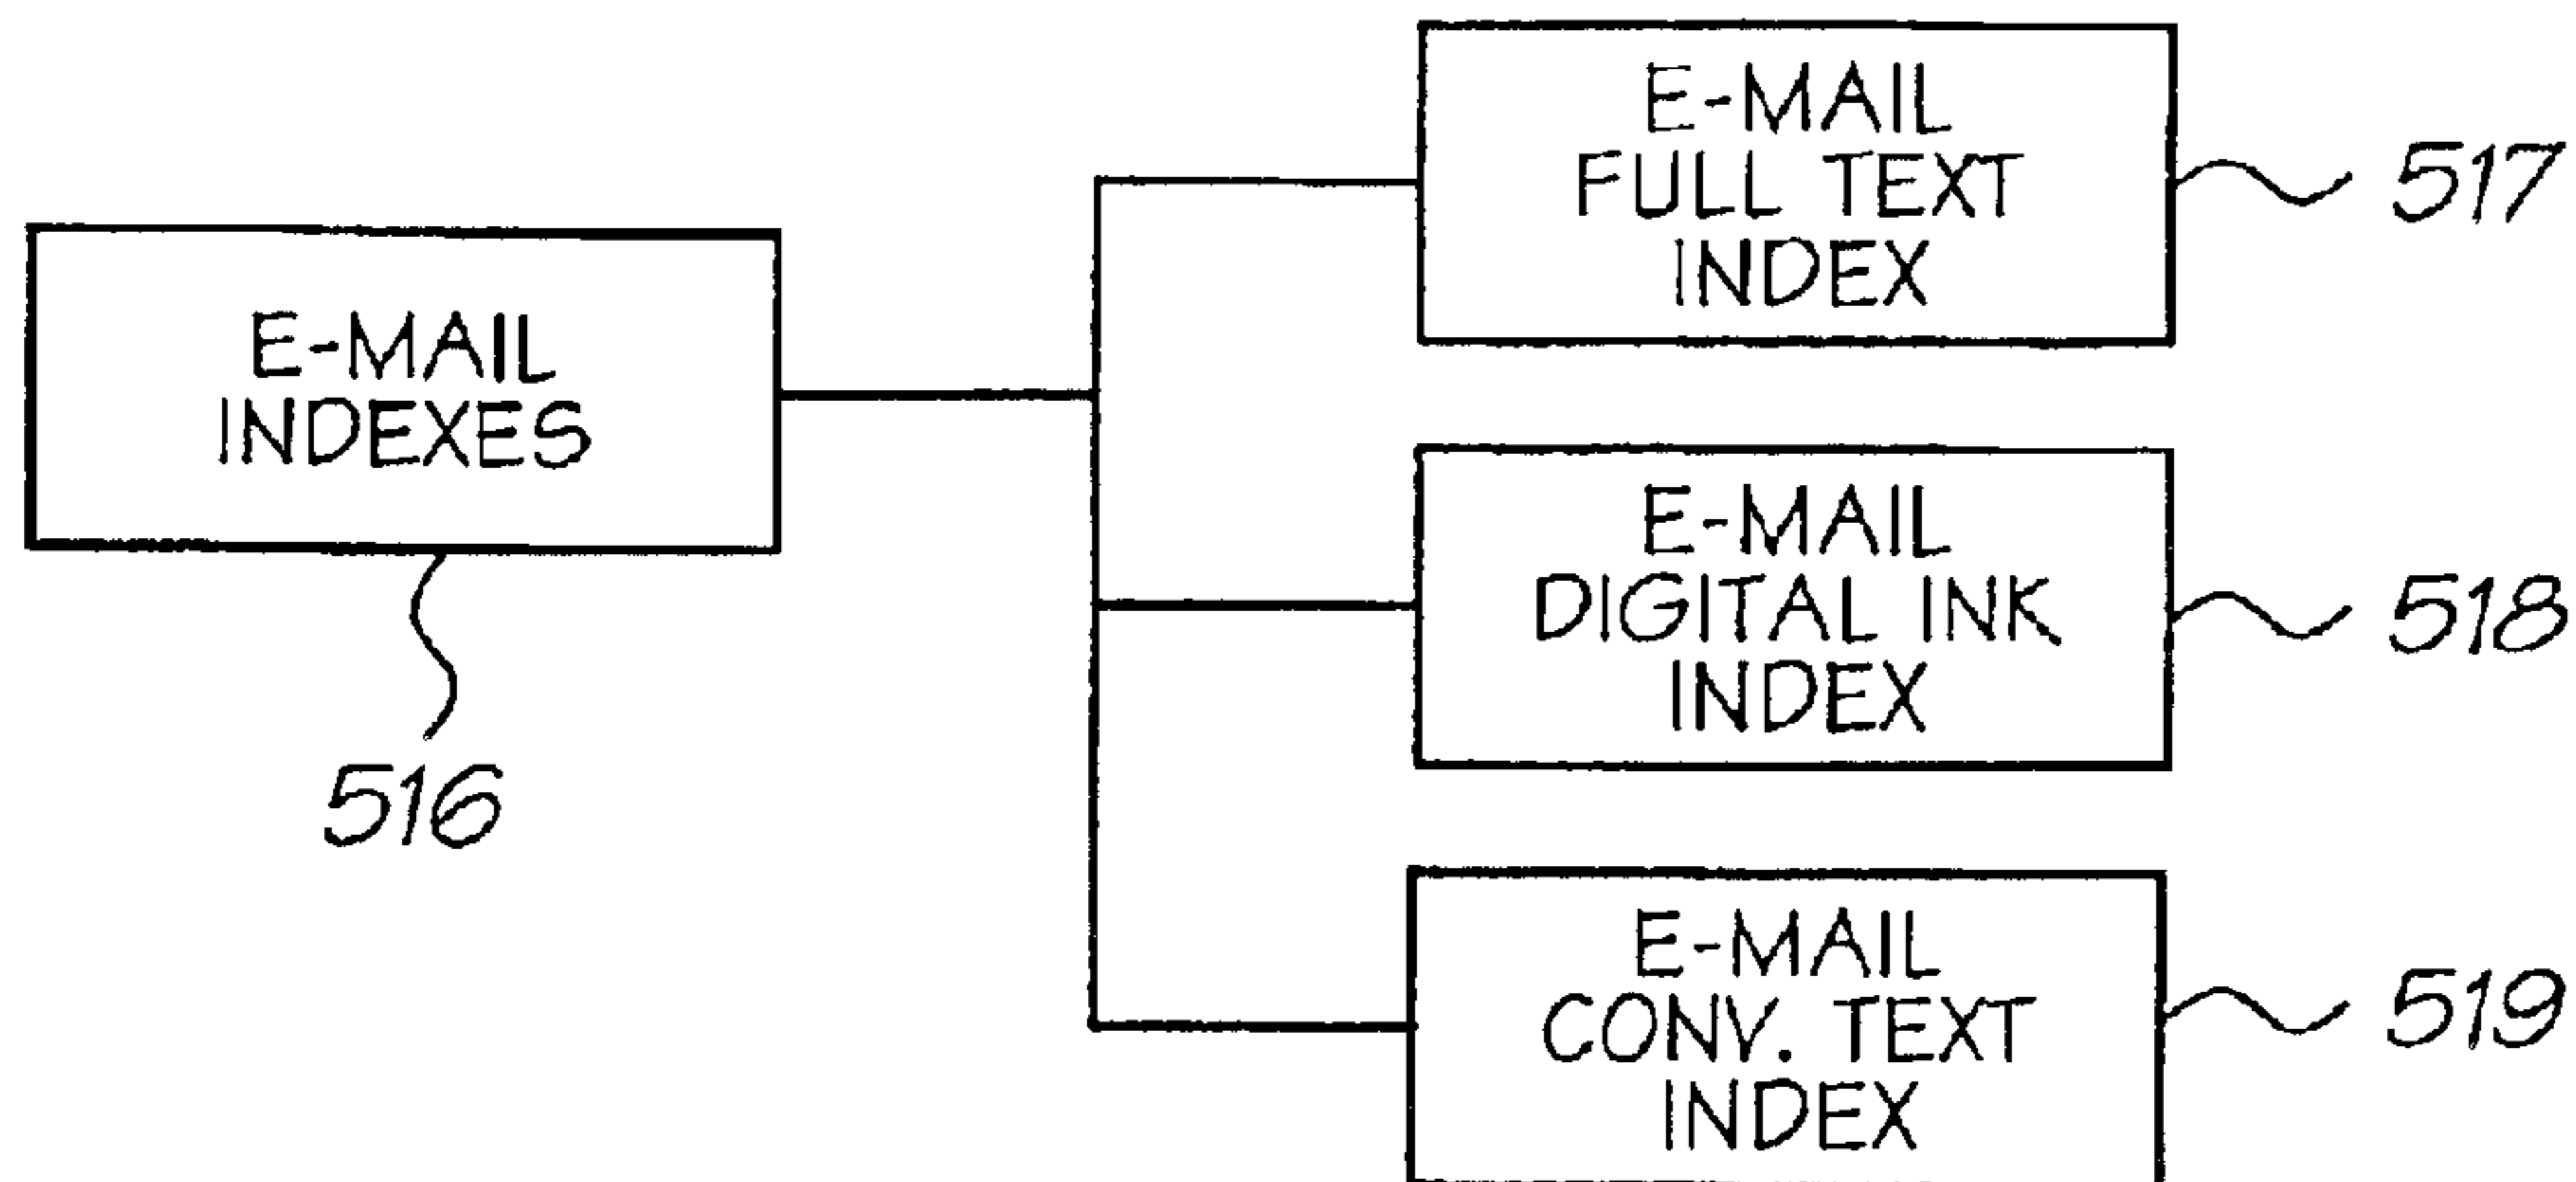 E-MAIL
INDEXES
516
E-MAIL
FULL TEXT
INDEX
517
E-MAIL
DIGITAL INK
INDEX
518
E-MAIL
CONV. TEXT
INDEX
519